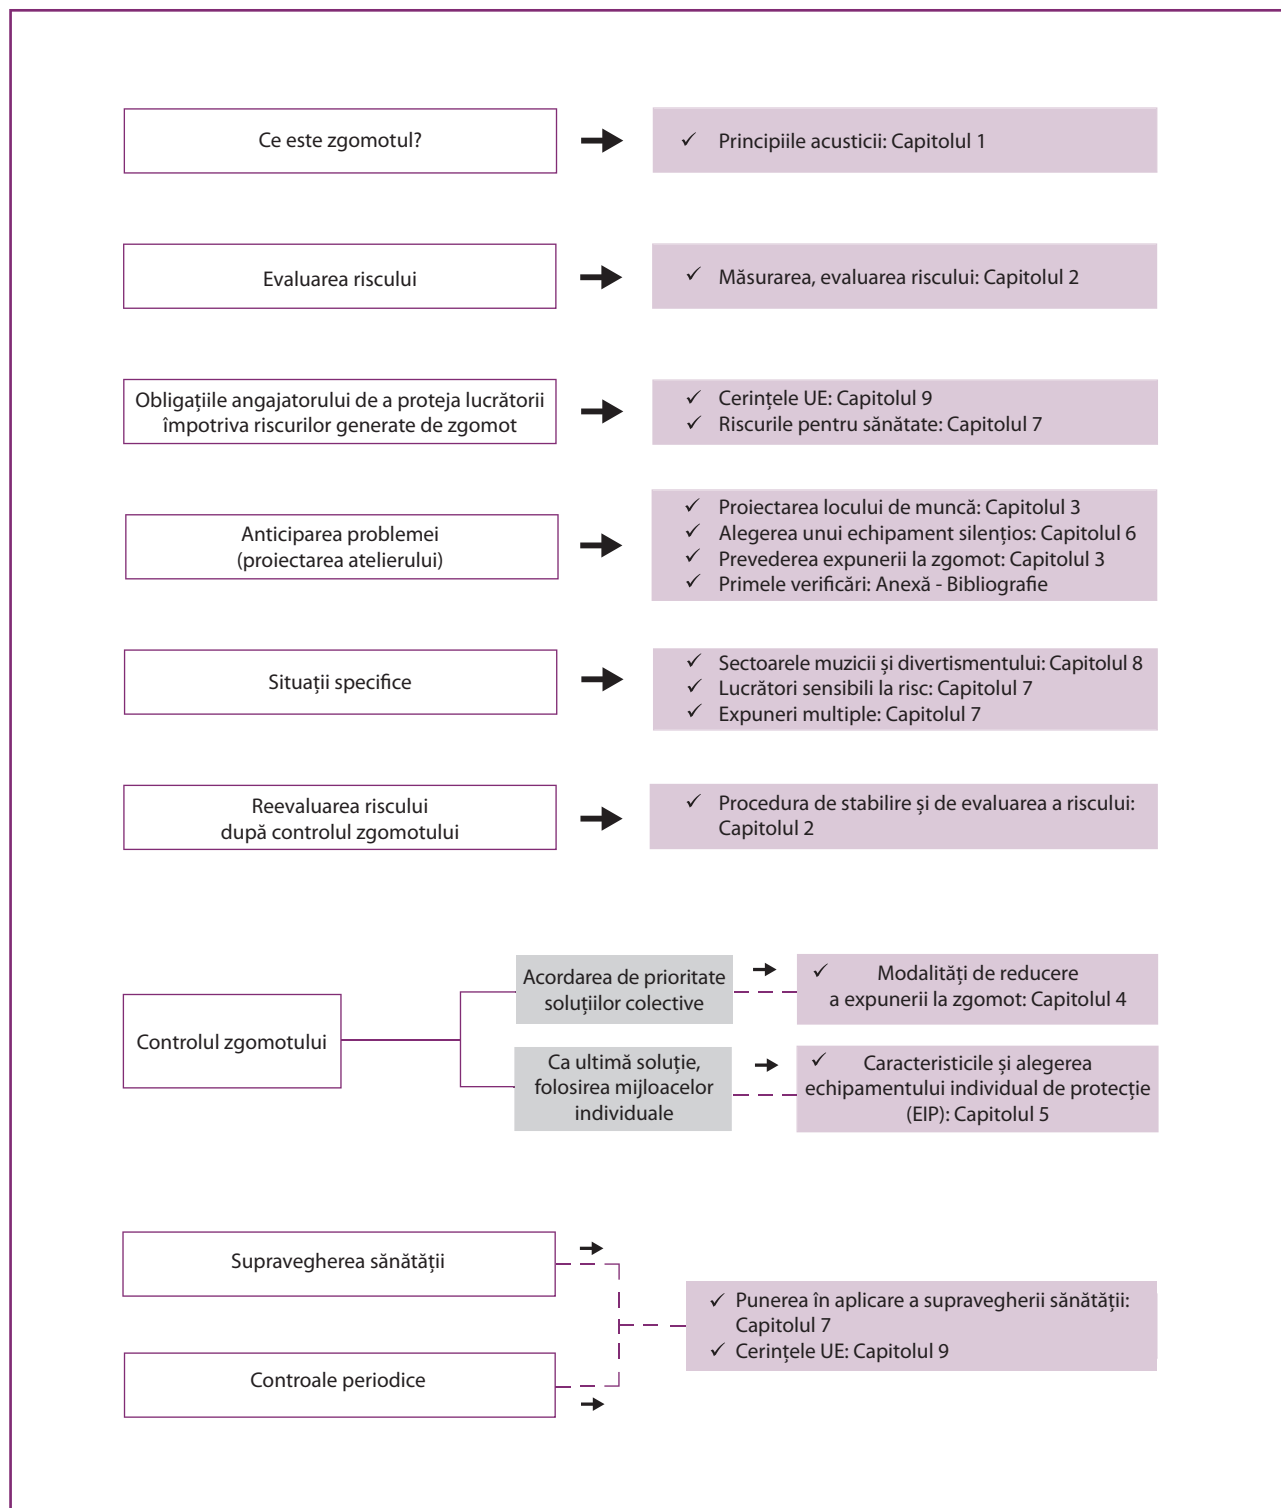 Ce este zgomotul?
✓ Principiile acusticii: Capitolul 1
Evaluarea riscului
✓ Măsurarea, evaluarea riscului: Capitolul 2
Obligațiile angajatorului de a proteja lucrătorii
împotriva riscurilor generate de zgomot
✓ Cerințele UE: Capitolul 9
✓ Riscurile pentru sănătate: Capitolul 7
Anticiparea problemei
(proiectarea atelierului)
✓ Proiectarea locului de muncă: Capitolul 3
✓ Alegerea unui echipament silențios: Capitolul 6
✓ Prevederea expunerii la zgomot: Capitolul 3
✓ Primele verificări: Anexă - Bibliografie
Situații specifice
✓ Sectoarele muzicii și divertismentului: Capitolul 8
✓ Lucrători sensibili la risc: Capitolul 7
✓ Expuneri multiple: Capitolul 7
Reevaluarea riscului
după controlul zgomotului
✓ Procedura de stabilire și de evaluarea a riscului:
Capitolul 2
Controlul zgomotului
Acordarea de prioritate
soluțiilor colective
✓ Modalități de reducere
a expunerii la zgomot: Capitolul 4
Ca ultimă soluție,
folosirea mijloacelor
individuale
✓ Caracteristicile și alegerea
echipamentului individual de protecție
(EIP): Capitolul 5
Supravegherea sănătății
Controale periodice
✓ Punerea în aplicare a supravegherii sănătății:
Capitolul 7
✓ Cerințele UE: Capitolul 9